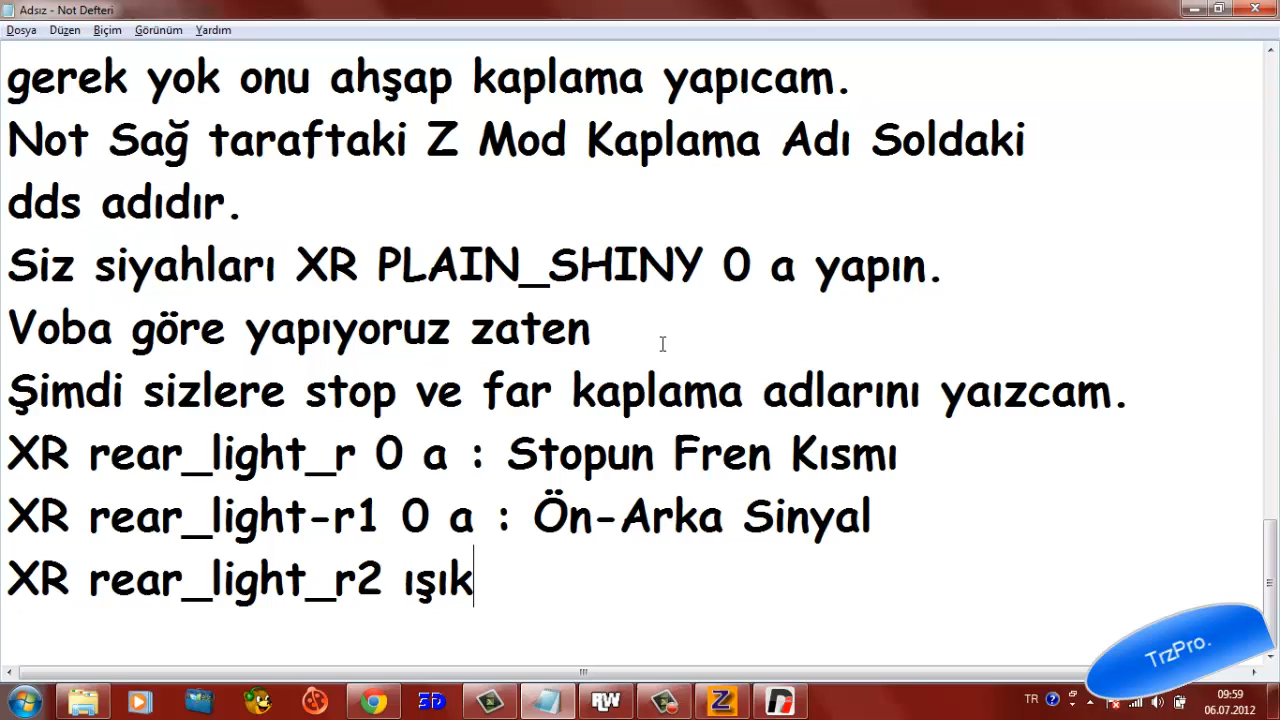 Adsız - Not Defteri
Dosya Düzen Biçim Görünüm Yardım
gerek yok onu ahşap kaplama yapıcam.
Not Sağ taraftaki Z Mod Kaplama Adı Soldaki
dds adıdır.
Siz siyahları XR PLAIN_SHINY 0 a yapın.
Voba göre yapıyoruz zaten
Şimdi sizlere stop ve far kaplama adlarını yaızcam.
XR rear_light_r 0 a : Stopun Fren Kısmı
XR rear_light-r1 0 a : Ön-Arka Sinyal
XR rear_light_r2 ışık
TrzPro.
3D
RW
Z
TR
09:59
06.07.2012